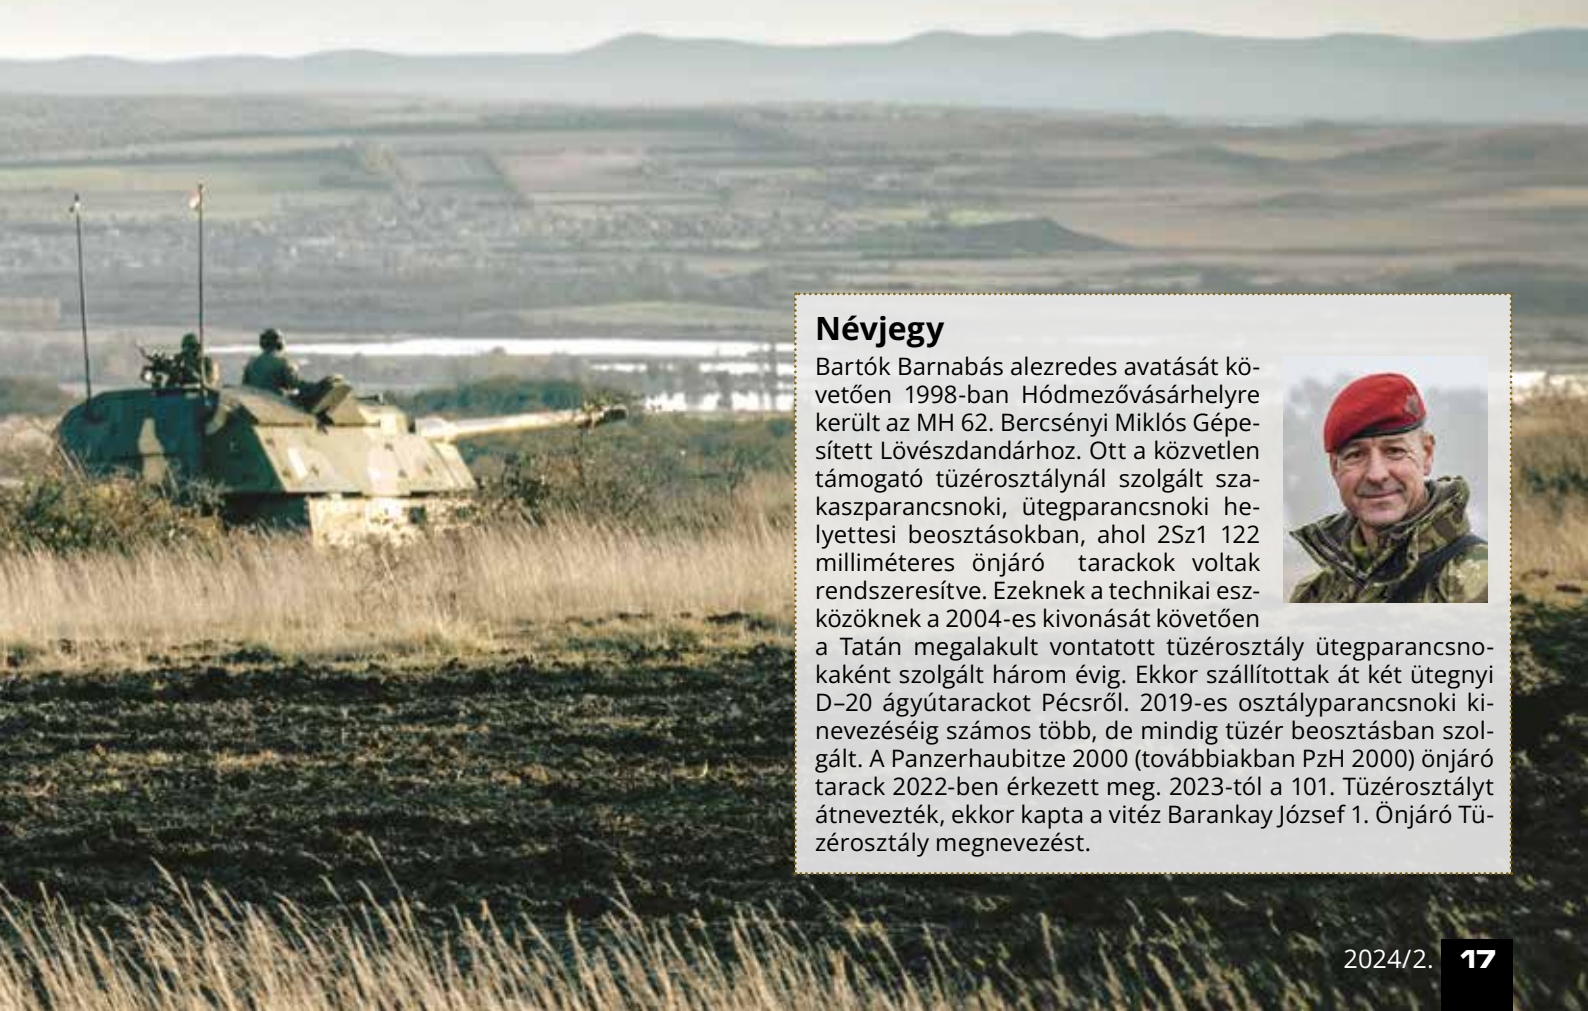 Névjegy
Bartók Barnabás alezredes avatását kö-
vetően 1998-ban Hódmezővásárhelyre
került az MH 62. Bercsényi Miklós Gépe-
sített Lövészdandárhoz. Ott a közvetlen
támogató tüzérosztálynál szolgált sza-
kaszparancsnoki, ütegparancsnoki he-
lyettesi beosztásokban, ahol 2Sz1 122
milliméteres önjáró tarackok voltak
rendszeresítve. Ezeknek a technikai esz-
közöknek a 2004-es kivonását követően
a Tatán megalakult vontatott tüzérosztály ütegparancsno-
kaként szolgált három évig. Ekkor szállítottak át két ütegnyi
D–20 ágyútarackot Pécsről. 2019-es osztályparancsnoki ki-
nevezéséig számos több, de mindig tüzér beosztásban szol-
gált. A Panzerhaubitze 2000 (továbbiakban PzH 2000) önjáró
tarack 2022-ben érkezett meg. 2023-tól a 101. Tüzérosztályt
átnevezték, ekkor kapta a vitéz Barankay József 1. Önjáró Tü-
zérosztály megnevezést.
2024/2. 17